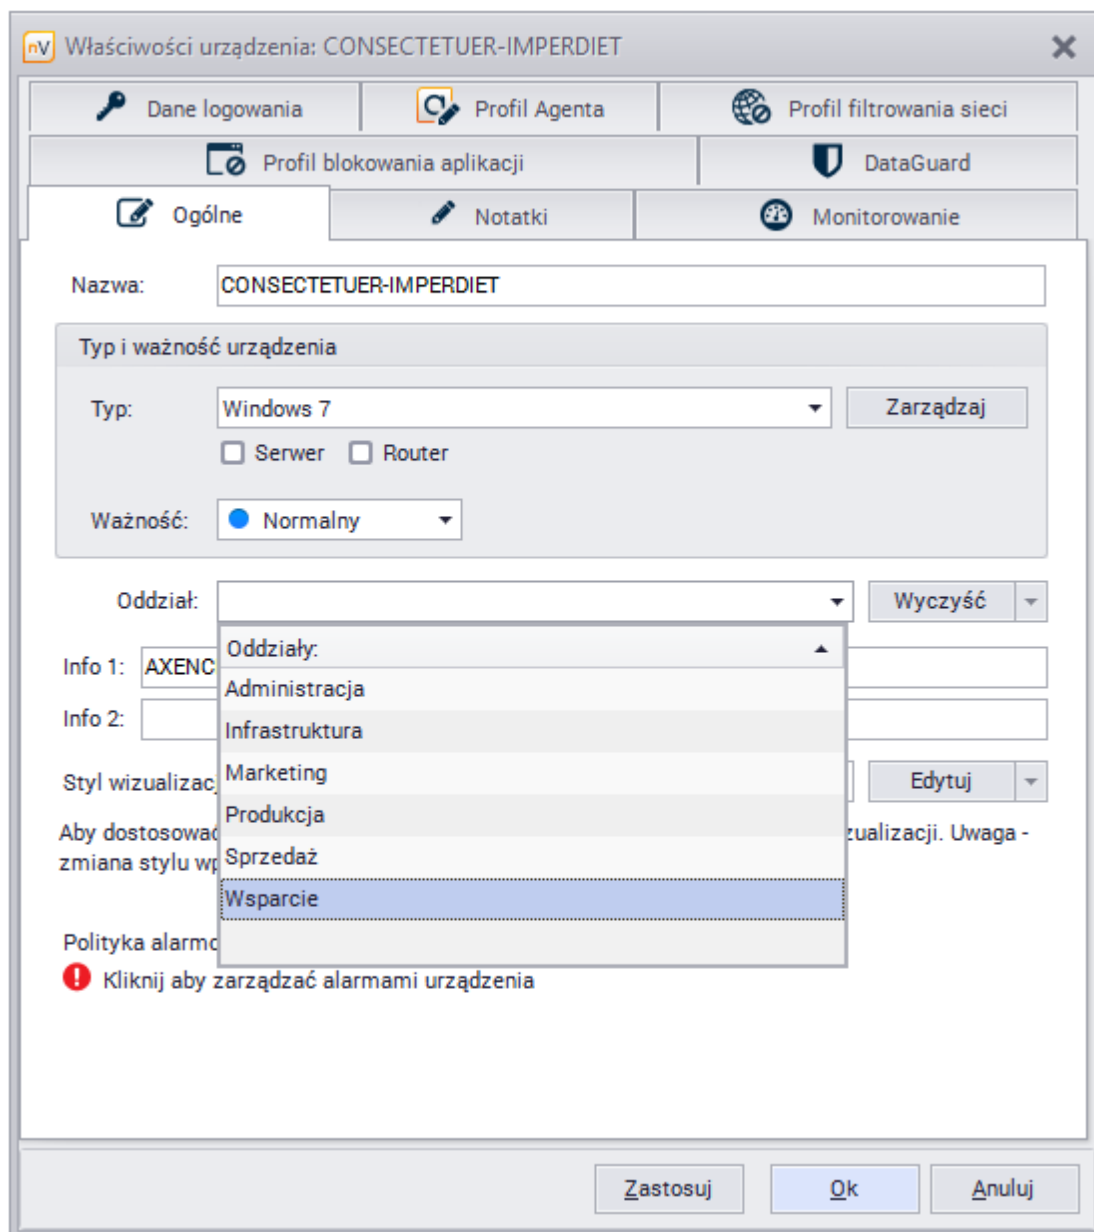 nV Właściwości urządzenia: CONSECTETUER-IMPERDIET
Dane logowania Profil Agenta Profil filtrowania sieci
Profil blokowania aplikacji DataGuard
Ogólne Notatki Monitorowanie
Nazwa: CONSECTETUER-IMPERDIET
Typ i ważność urządzenia
Typ: Windows 7 Zarządzaj
Serwer Router
Ważność: Normalny
Oddział: Wyczyść
Oddziały:
Info 1: AXENC
Administracja
Info 2:
Infrastruktura
Marketing
Styl wizualizacj Edytuj
Produkcja
Aby dostosować zualizacji. Uwaga -
Sprzedaż
zmiana stylu wp
Wsparcie
Polityka alarmo
Kliknij aby zarządzać alarmami urządzenia
Zastosuj Ok Anuluj